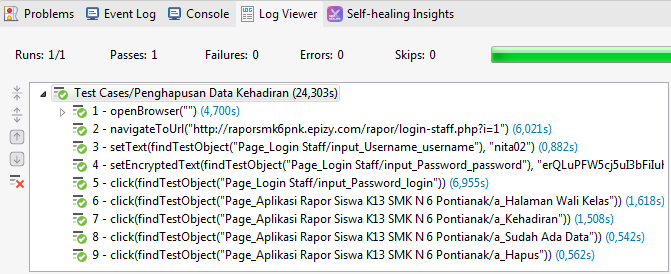 Problems Event Log Console Log Viewer Self-healing Insights
Runs: 1/1 Passes: 1 Failures: 0 Errors: 0 Skips: 0
Test Cases/Penghapusan Data Kehadiran (24,303s)
1 - openBrowser("") (4,700s)
2 - navigateToUrl("http://raporsmk6pnk.epizy.com/rapor/login-staff.php?i=1") (6,021s)
3 - setText(findTestObject("Page_Login Staff/input_Username_username"), "nita02") (0,882s)
4 - setEncryptedText(findTestObject("Page_Login Staff/input_Password_password"),
5 - click(findTestObject("Page_Login Staff/input_Password_login")) (6,955s)
6 - click(findTestObject("Page_Aplikasi Rapor Siswa K13 SMK N 6 Pontianak/a_Halaman Wali Kelas")) (1,618s)
7 - click(findTestObject("Page_Aplikasi Rapor Siswa K13 SMK N 6 Pontianak/a_Kehadiran")) (1,508s)
8 - click(findTestObject("Page_Aplikasi Rapor Siswa K13 SMK N 6 Pontianak/a_Sudah Ada Data")) (0,542s)
9 - click(findTestObject("Page_Aplikasi Rapor Siswa K13 SMK N 6 Pontianak/a_Hapus")) (0,562s)